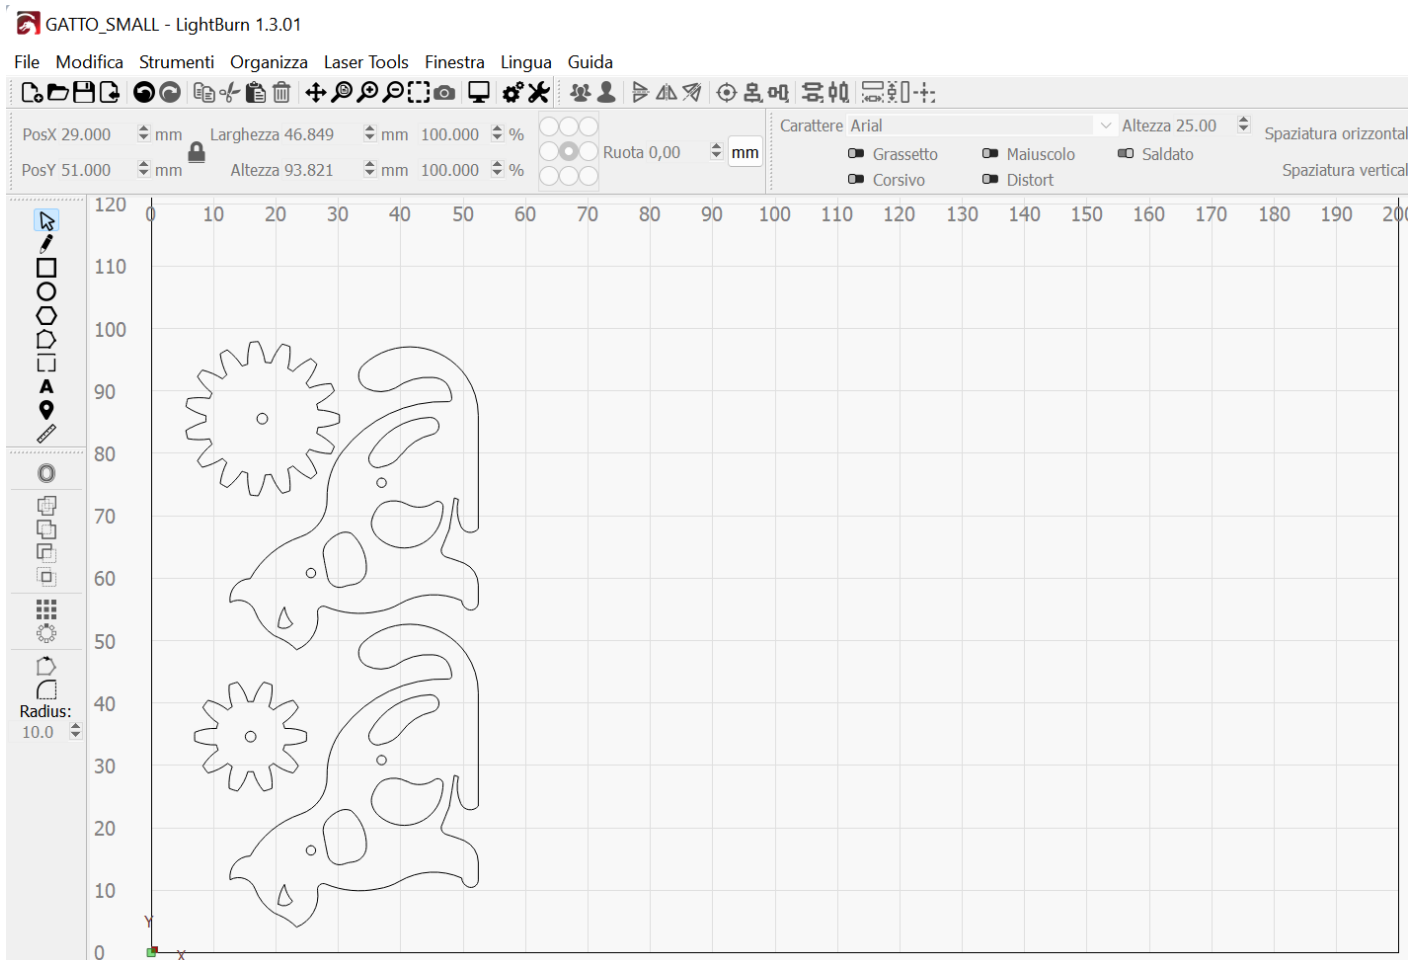 GATTO_SMALL - LightBurn 1.3.01
File Modifica Strumenti Organizza Laser Tools Finestra Lingua Guida
PosX 29.000 mm Larghezza 46.849 mm 100.000 % Ruota 0,00 mm Carattere Arial Altezza 25.00 Spaziatura orizzontal
PosY 51.000 mm Altezza 93.821 mm 100.000 % Grassetto Maiuscolo Saldato Spaziatura vertical
Corsivo Distort
120 0 10 20 30 40 50 60 70 80 90 100 110 120 130 140 150 160 170 180 190 200
110
100
90
A
80
70
60
50
40
Radius:
10.0
30
20
10
Y
0
X